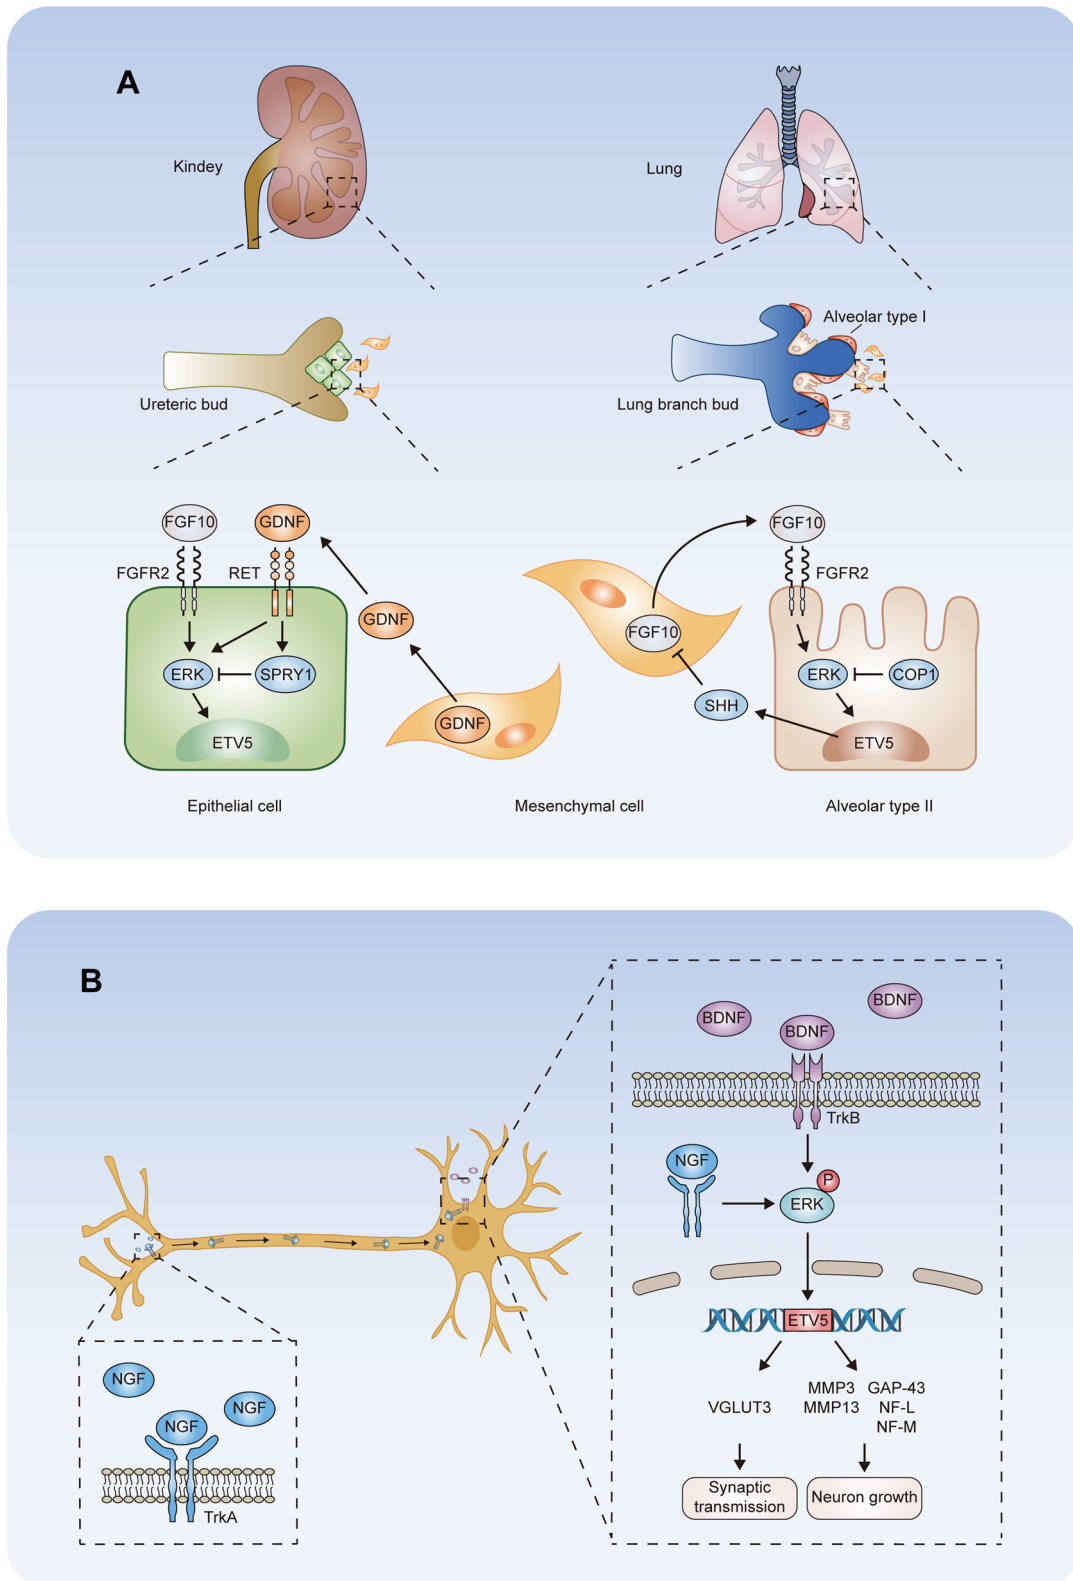 A
Kindey
Lung
Alveolar type I
Ureteric bud
Lung branch bud
FGF10
GDNF
FGF10
FGFR2
RET
FGFR2
GDNF
FGF10
ERK
SPRY1
ERK
COP1
SHH
GDNF
ETV5
ETV5
Epithelial cell
Mesenchymal cell
Alveolar type II
B
BDNF
BDNF
BDNF
TrkB
NGF
P
ERK
ETV5
NGF
NGF
NGF
TrkA
VGLUT3
MMP3
MMP13
GAP-43
NF-L
NF-M
Synaptic
transmission
Neuron growth